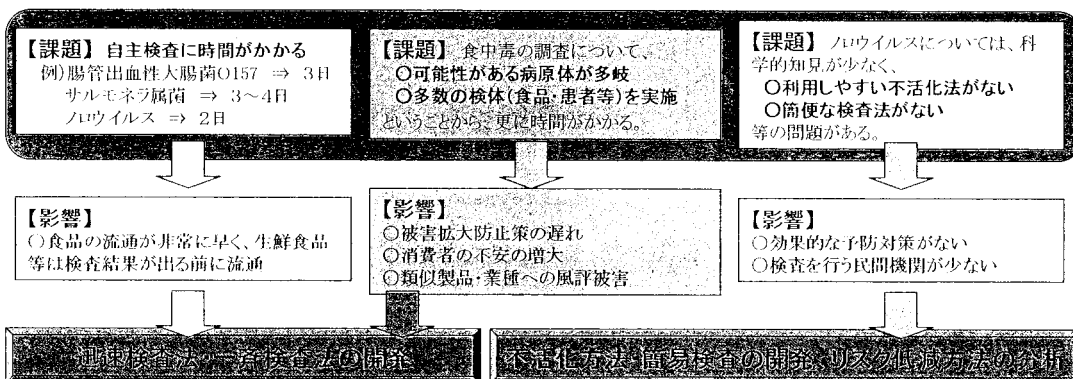 【課題】 自主検査に時間がかかる
例)腸管出血性大腸菌O157 ⇒ 3日
サルモネラ属菌 ⇒ 3～4日
ノロウイルス ⇒ 2日
【課題】 食中毒の調査について、
○可能性がある病原体が多岐
○多数の検体(食品・患者等)を実施
ということから、更に時間がかかる。
【課題】 ノロウイルスについては、科
学的知見が少なく、
○利用しやすい不活化法がない
○簡便な検査法がない
等の問題がある。
【影響】
○食品の流通が非常に早く、生鮮食品
等は検査結果が出る前に流通
【影響】
○被害拡大防止策の遅れ
○消費者の不安の増大
○類似製品・業種への風評被害
【影響】
○効果的な予防対策がない
○検査を行う民間機関が少ない
迅速検査法・一斉検査法の開発
不活化方法・簡易検査の開発、リスク低減方法の分析